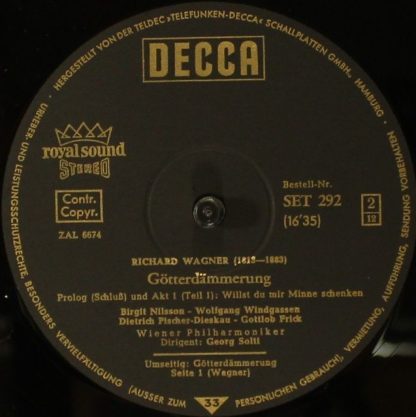 HERGESTELLT VON DER TELDEC »TELEFUNKEN-DECCA« SCHALLPLATTEN GMBH., HAMBURG
DECCA
royal sound
STEREO
Contr.
Copyr.
ZAL 6674
Bestell-Nr.
SET 292
(16'35)
2
12
RICHARD WAGNER (1813—1883)
Götterdämmerung
Prolog (Schluß) und Akt 1 (Teil 1): Willst du mir Minne schenken
Birgit Nilsson - Wolfgang Windgassen
Dietrich Fischer-Dieskau - Gottlob Frick
Wiener Philharmoniker
Dirigent: Georg Solti
Umseitig: Götterdämmerung
Seite 1 (Wagner)
33
URHEBER- UND LEISTUNGSSCHUTZRECHTE, BESONDERS VERVIELFÄLTIGUNG (AUSSER ZUM PERSÖNLICHEN GEBRAUCH), VERMIETUNG, AUFFÜHRUNG, SENDUNG VORBEHALTEN